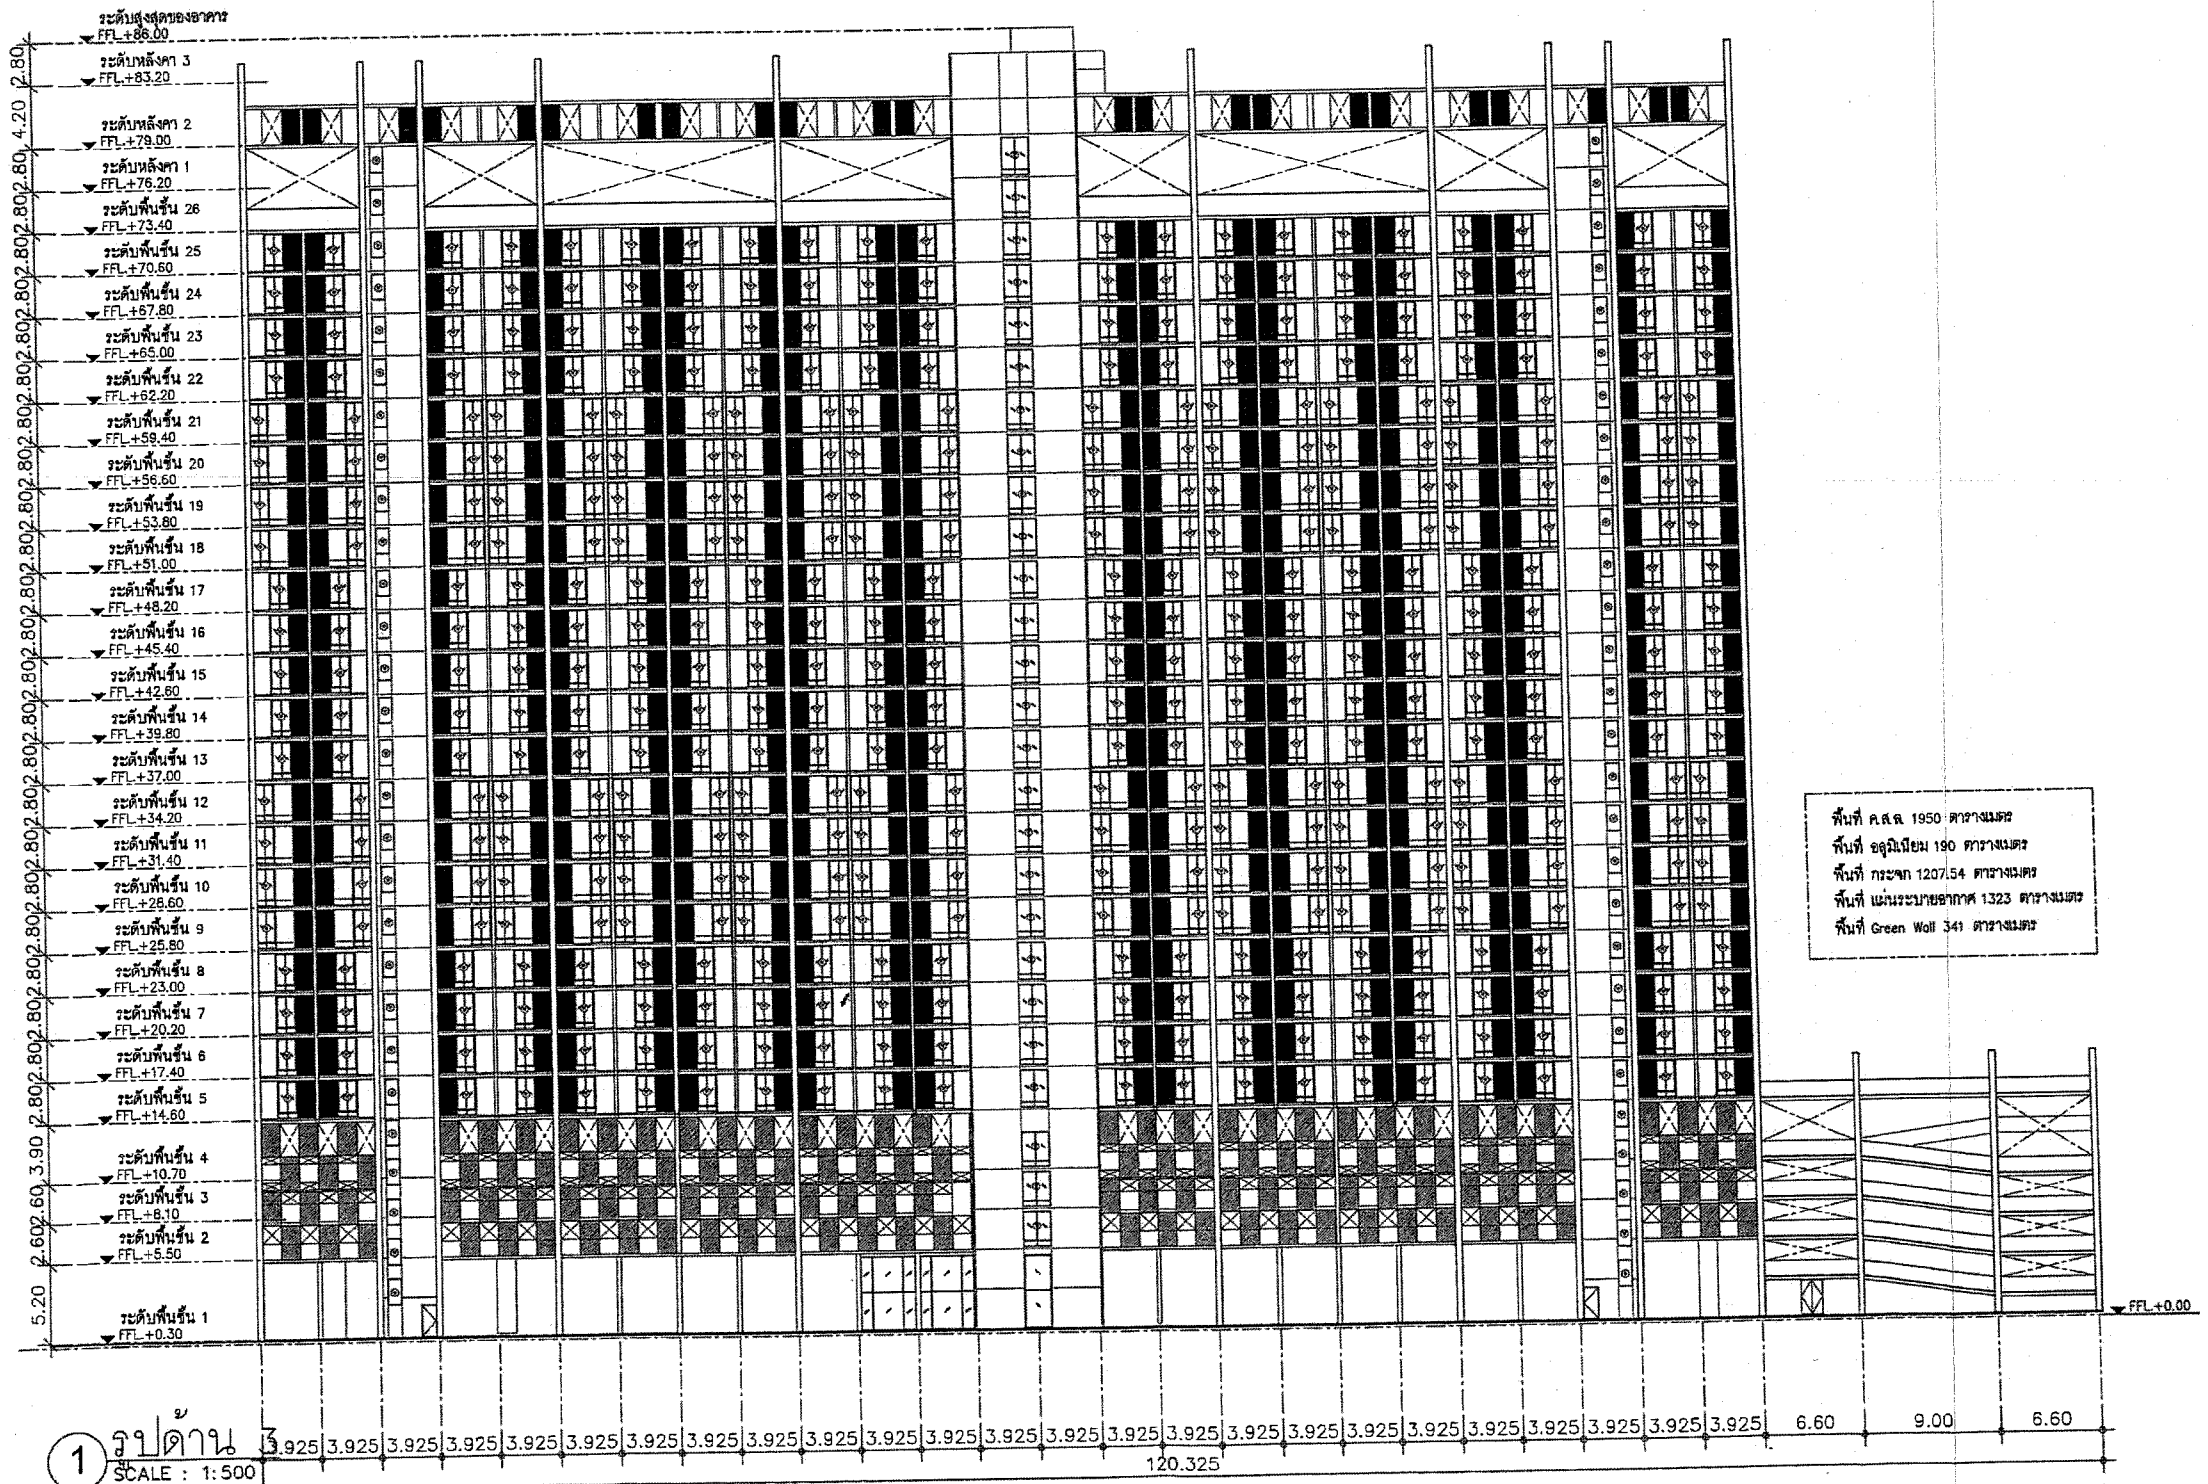 ระดับสูงสุดของอาคาร
FFL.+86.00
2.80
ระดับหลังคา 3
FFL.+83.20
4.20
ระดับหลังคา 2
FFL.+79.00
2.80
ระดับหลังคา 1
FFL.+76.20
2.80
ระดับพื้นชั้น 26
FFL.+73.40
2.80
ระดับพื้นชั้น 25
FFL.+70.60
2.80
ระดับพื้นชั้น 24
FFL.+67.80
2.80
ระดับพื้นชั้น 23
FFL.+65.00
2.80
ระดับพื้นชั้น 22
FFL.+62.20
2.80
ระดับพื้นชั้น 21
FFL.+59.40
2.80
ระดับพื้นชั้น 20
FFL.+56.60
2.80
ระดับพื้นชั้น 19
FFL.+53.80
2.80
ระดับพื้นชั้น 18
FFL.+51.00
2.80
ระดับพื้นชั้น 17
FFL.+48.20
2.80
ระดับพื้นชั้น 16
FFL.+45.40
2.80
ระดับพื้นชั้น 15
FFL.+42.60
2.80
ระดับพื้นชั้น 14
FFL.+39.80
2.80
ระดับพื้นชั้น 13
FFL.+37.00
2.80
ระดับพื้นชั้น 12
FFL.+34.20
2.80
ระดับพื้นชั้น 11
FFL.+31.40
2.80
ระดับพื้นชั้น 10
FFL.+28.60
2.80
ระดับพื้นชั้น 9
FFL.+25.80
2.80
ระดับพื้นชั้น 8
FFL.+23.00
2.80
ระดับพื้นชั้น 7
FFL.+20.20
2.80
ระดับพื้นชั้น 6
FFL.+17.40
2.80
ระดับพื้นชั้น 5
FFL.+14.60
3.90
ระดับพื้นชั้น 4
FFL.+10.70
2.60
ระดับพื้นชั้น 3
FFL.+8.10
2.60
ระดับพื้นชั้น 2
FFL.+5.50
5.20
ระดับพื้นชั้น 1
FFL.+0.30
พื้นที่ ค.ส.ล. 1950 ตารางเมตร
พื้นที่ อลูมิเนียม 190 ตารางเมตร
พื้นที่ กระจก 1207.54 ตารางเมตร
พื้นที่ แผ่นระบายอากาศ 1323 ตารางเมตร
พื้นที่ Green Wall 341 ตารางเมตร
FFL.+0.00
3.925 3.925 3.925 3.925 3.925 3.925 3.925 3.925 3.925 3.925 3.925 3.925 3.925 3.925 3.925 3.925 3.925 3.925 3.925 3.925 3.925 3.925 3.925 3.925 3.925 6.60 9.00 6.60
120.325
1 รูปด้าน 3
SCALE : 1:500